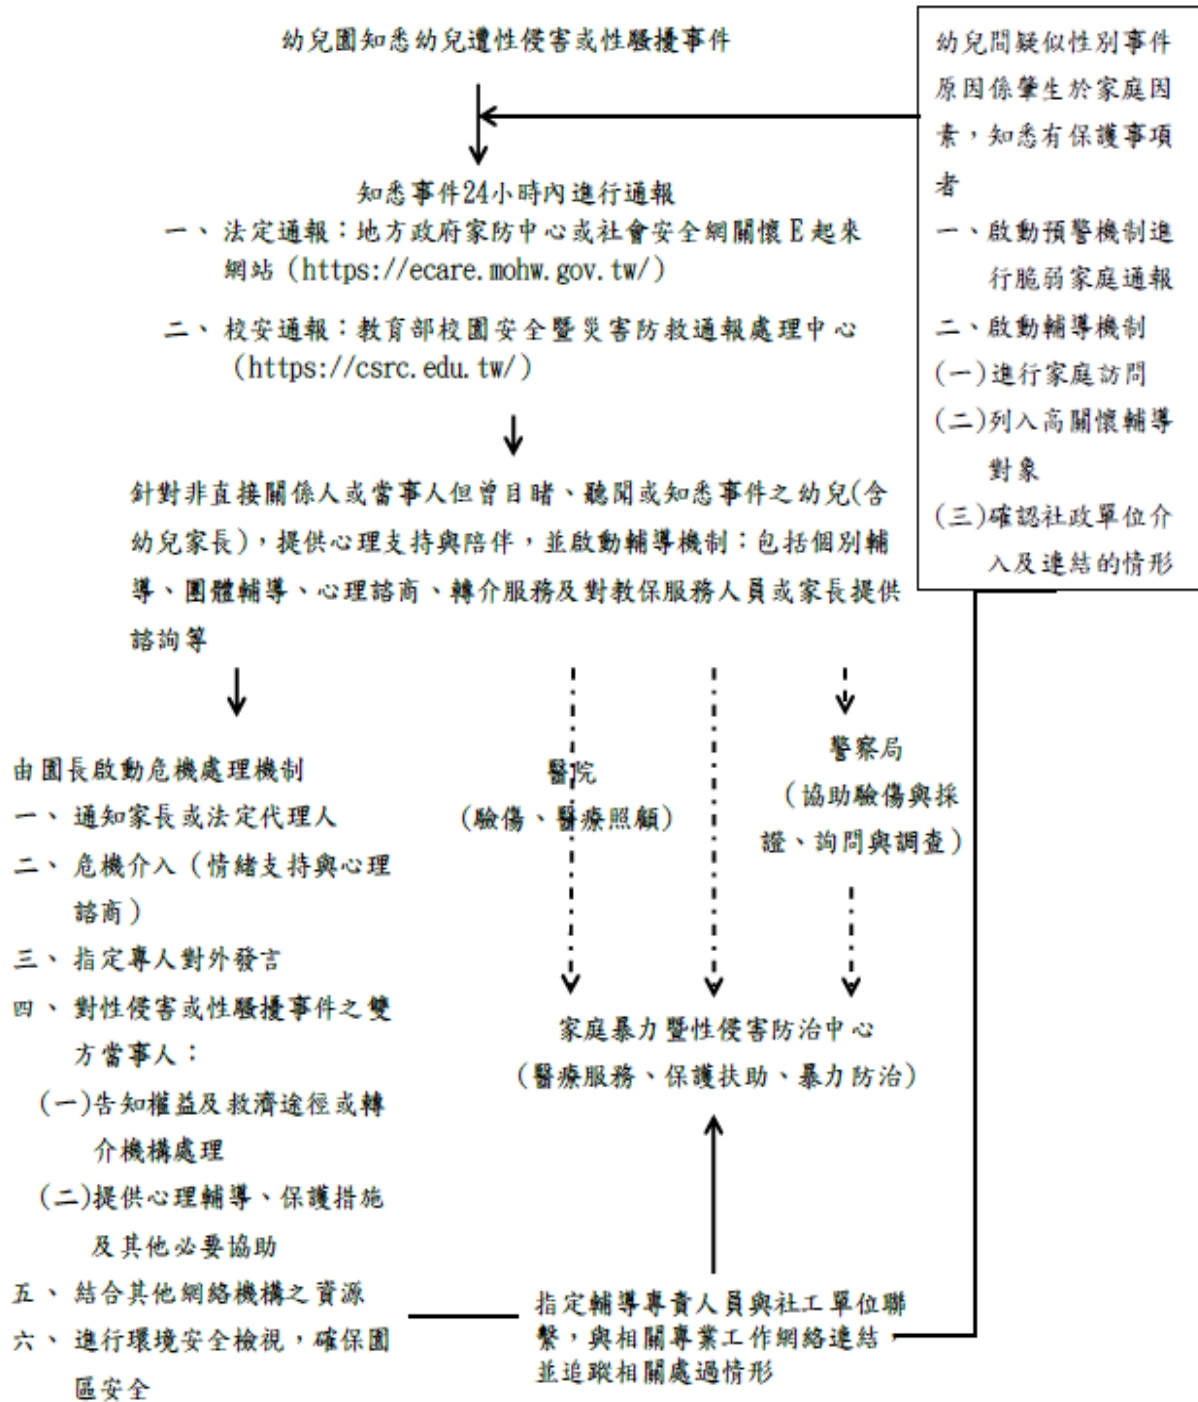 幼兒園知悉幼兒遭性侵害或性騷擾事件
知悉事件24小時內進行通報
一、法定通報：地方政府家防中心或社會安全網關懷E起來
網站（https://ecare.mohw.gov.tw/）
二、校安通報：教育部校園安全暨災害防救通報處理中心
（https://csrc.edu.tw/）
針對非直接關係人或當事人但曾目睹、聽聞或知悉事件之幼兒(含
幼兒家長)，提供心理支持與陪伴，並啟動輔導機制：包括個別輔
導、團體輔導、心理諮商、轉介服務及對教保服務人員或家長提供
諮詢等
幼兒間疑似性別事件
原因係肇生於家庭因
素，知悉有保護事項
者
一、啟動預警機制進
行脆弱家庭通報
二、啟動輔導機制
(一)進行家庭訪問
(二)列入高關懷輔導
對象
(三)確認社政單位介
入及連結的情形
由園長啟動危機處理機制
一、通知家長或法定代理人
二、危機介入（情緒支持與心理
諮商）
三、指定專人對外發言
四、對性侵害或性騷擾事件之雙
方當事人：
(一)告知權益及救濟途徑或轉
介機構處理
(二)提供心理輔導、保護措施
及其他必要協助
五、結合其他網絡機構之資源
六、進行環境安全檢視，確保園
區安全
醫院
（驗傷、醫療照顧）
警察局
（協助驗傷與採
證、詢問與調查）
家庭暴力暨性侵害防治中心
（醫療服務、保護扶助、暴力防治）
指定輔導專責人員與社工單位聯
繫，與相關專業工作網絡連結，
並追蹤相關處過情形